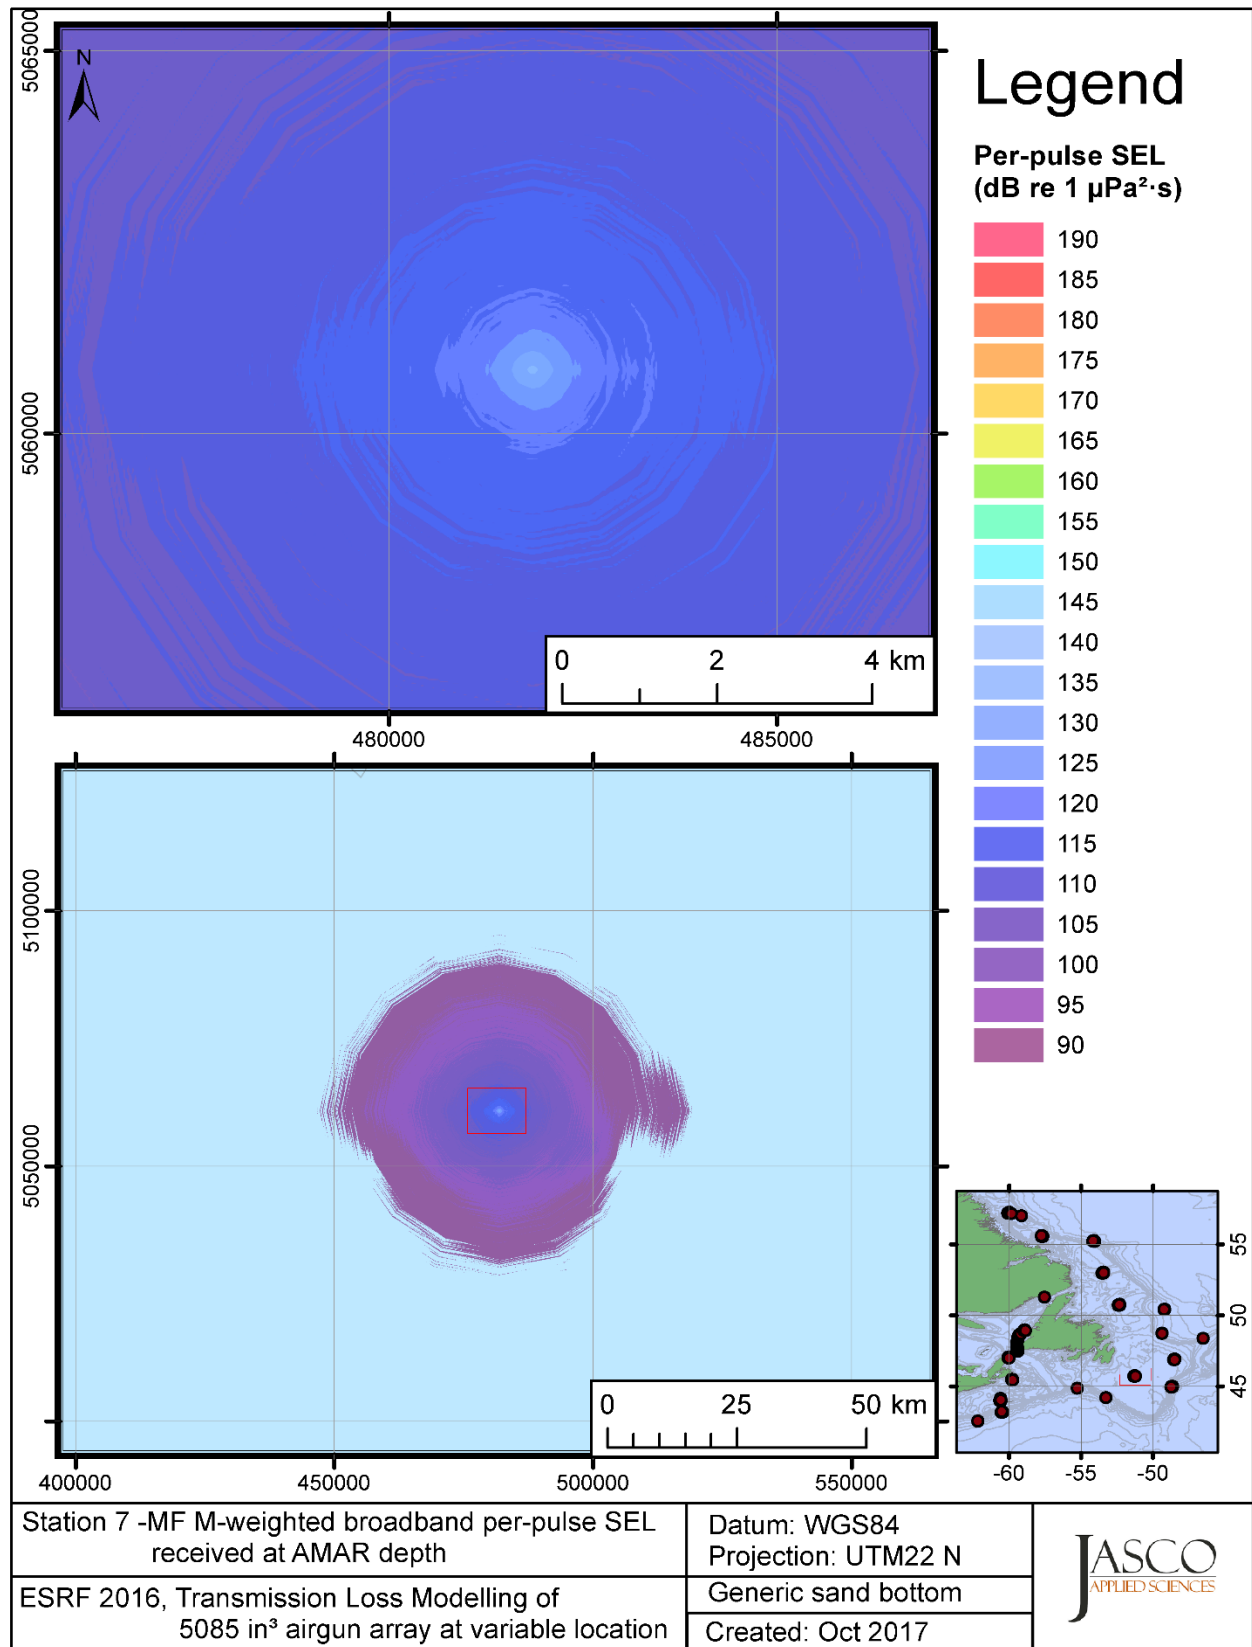 N
5065000
5060000
0 2 4 km
480000 485000
Legend
Per-pulse SEL
(dB re 1 µPa²·s)
190
185
180
175
170
165
160
155
150
145
140
135
130
125
120
115
110
105
100
95
90
5100000
5050000
0 25 50 km
400000 450000 500000 550000
55
50
45
-60 -55 -50
Station 7 -MF M-weighted broadband per-pulse SEL
received at AMAR depth
ESRF 2016, Transmission Loss Modelling of
5085 in³ airgun array at variable location
Datum: WGS84
Projection: UTM22 N
Generic sand bottom
Created: Oct 2017
JASCO
APPLIED SCIENCES